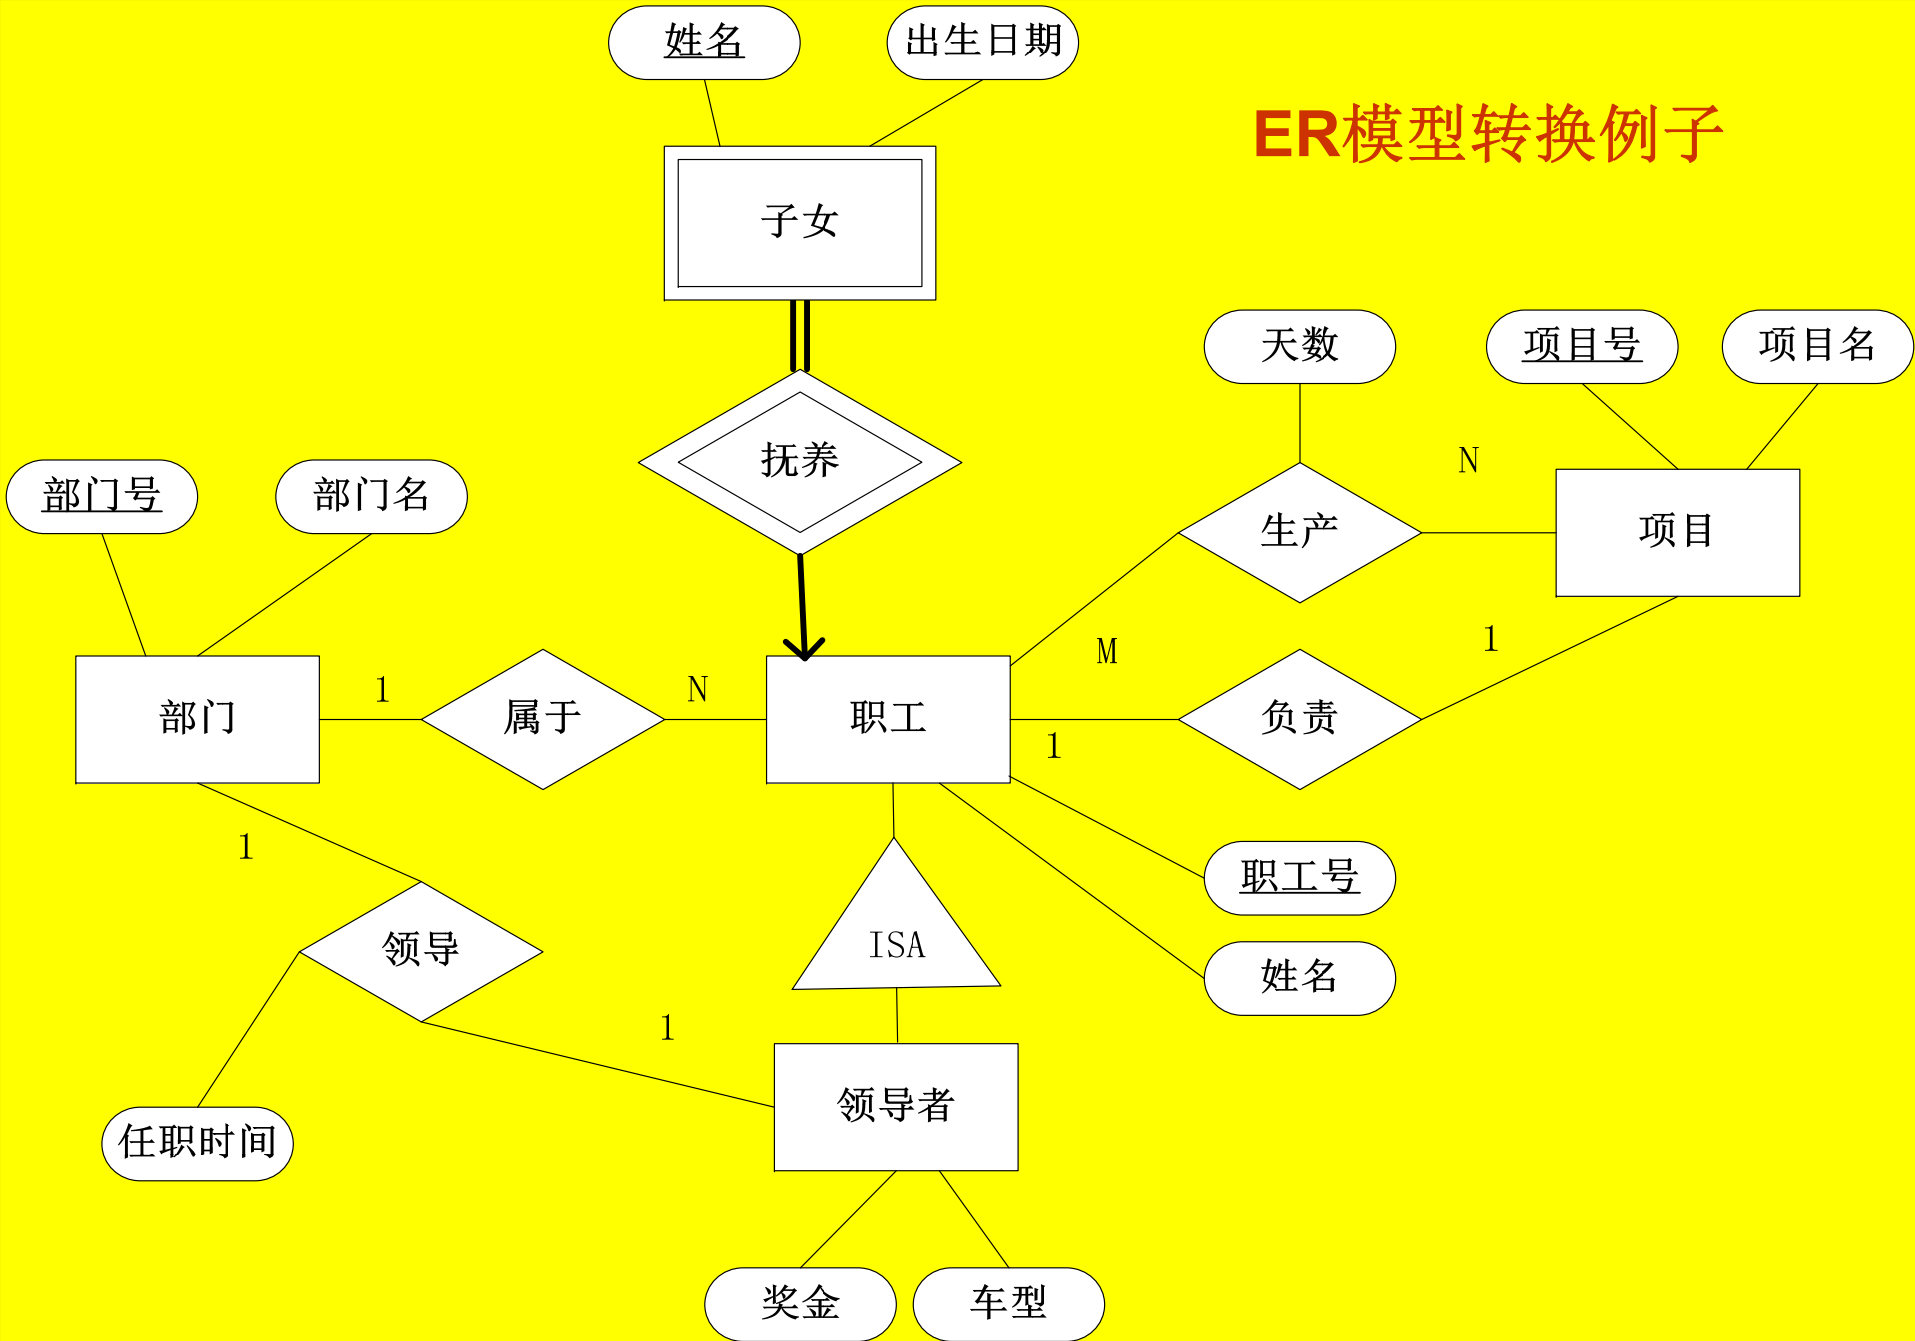 姓名
出生日期
ER模型转换例子
子女
天数
项目号
项目名
抚养
N
部门号
部门名
生产
项目
M
1
1
N
部门
属于
职工
负责
1
1
职工号
领导
ISA
姓名
1
领导者
任职时间
奖金
车型